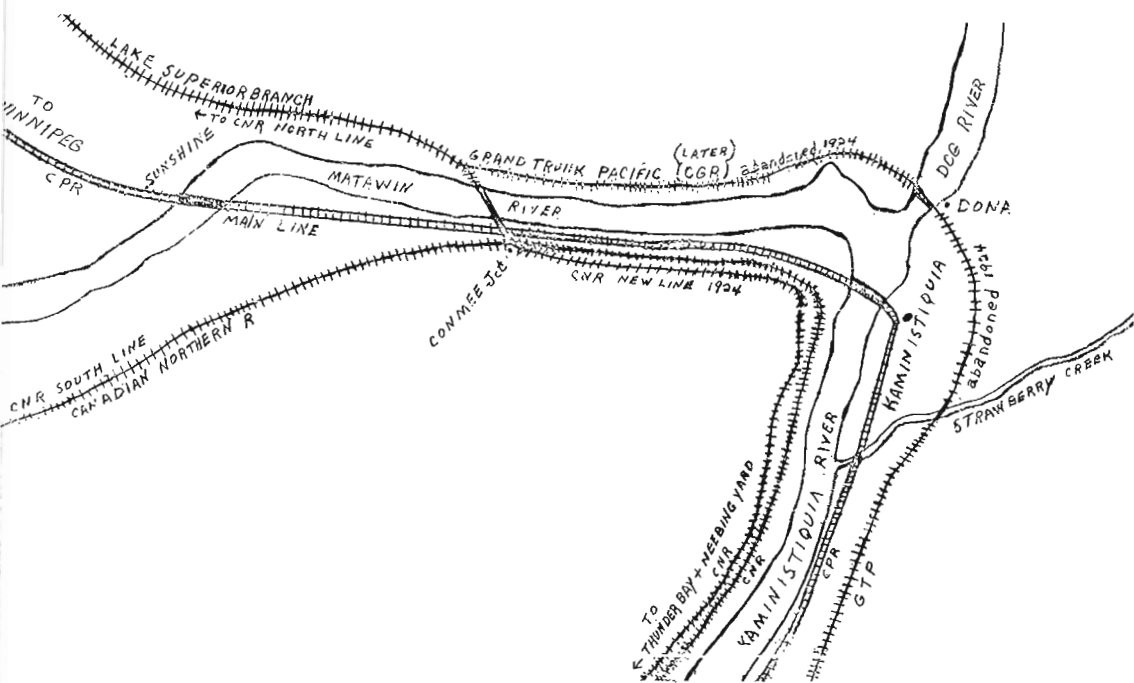 LAKE SUPERIOR BRANCH
← TO CNR NORTH LINE
TO
WINNIPEG
CPR
SUNSHINE
MATAWIN
RIVER
MAIN LINE
GRAND TRUNK PACIFIC
(LATER)
(CGR)
abandoned 1924
DOG RIVER
DONA
CONMEE Jct
CNR NEW LINE 1924
KAMINISTIQUIA
abandoned 1924
STRAWBERRY CREEK
CNR SOUTH LINE
CANADIAN NORTHERN R
← TO
THUNDER BAY + NEEBING YARD
CNR
CNR
KAMINISTIQUIA RIVER
CPR
GTP